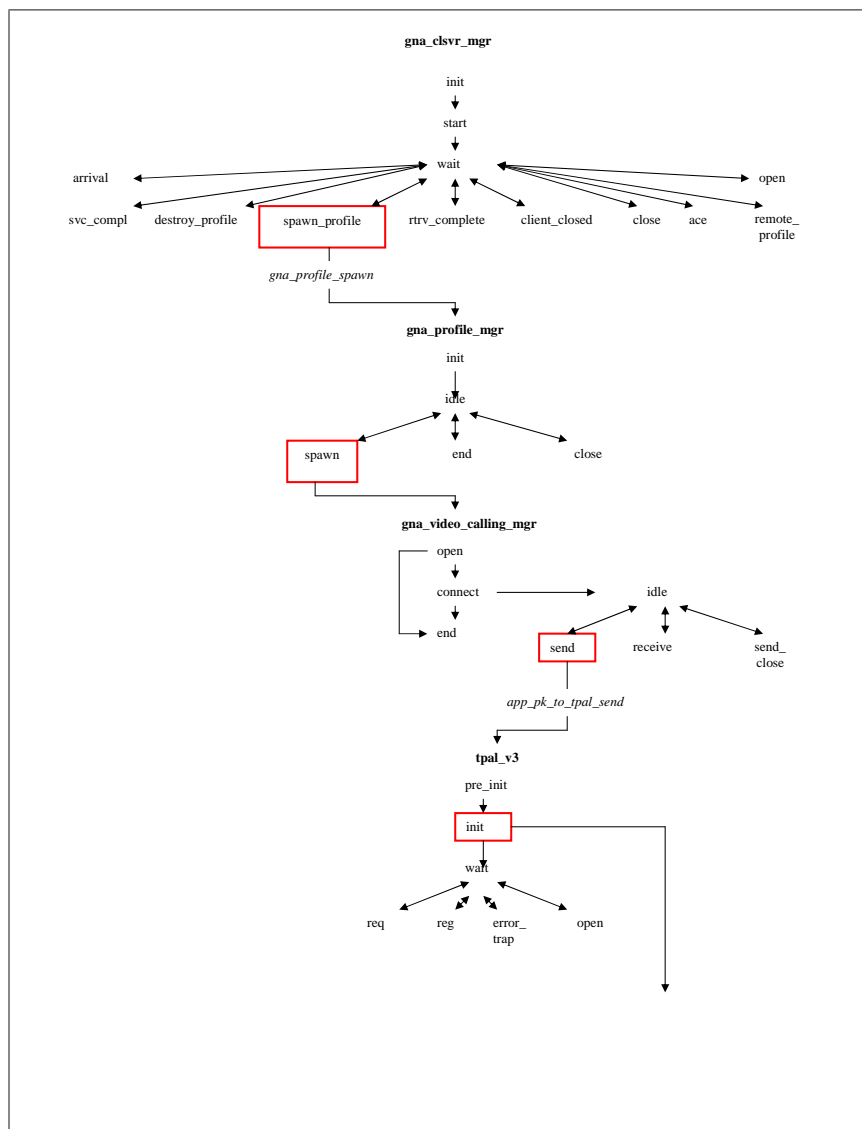 gna_clsvr_mgr
init
start
wait
arrival
open
svc_compl destroy_profile spawn_profile rtrv_complete client_closed close ace remote_
profile
gna_profile_spawn
gna_profile_mgr
init
idle
spawn end close
gna_video_calling_mgr
open
connect idle
end send receive send_
close
app_pk_to_tpal_send
tpal_v3
pre_init
init
wait
req reg error_ open
trap